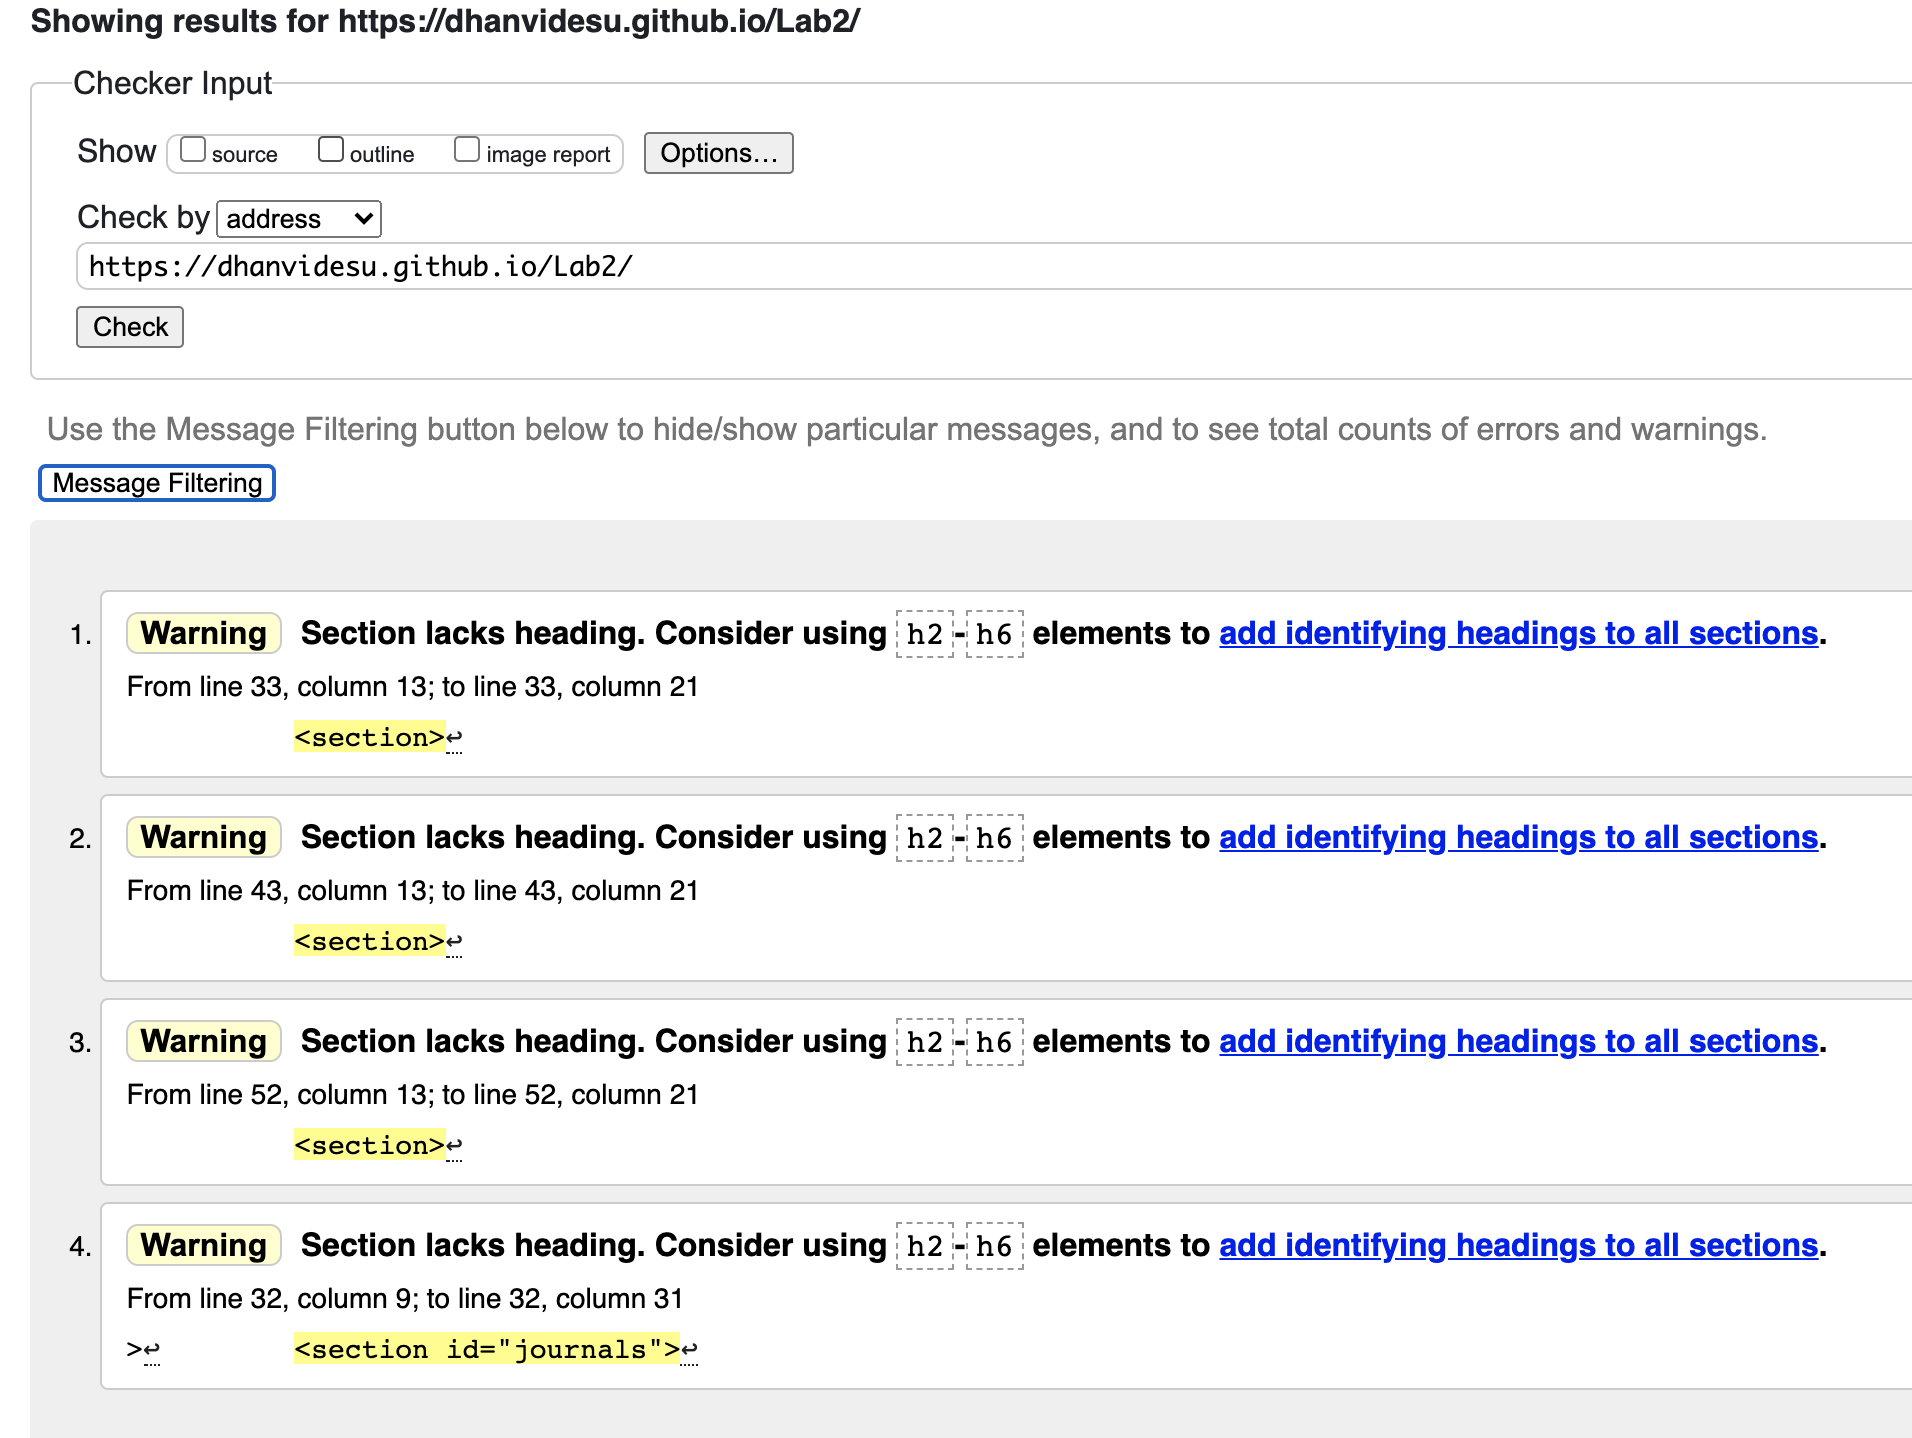 Showing results for https://dhanvidesu.github.io/Lab2/
Checker Input
Show source outline image report Options...
Check by address
https://dhanvidesu.github.io/Lab2/
Check
Use the Message Filtering button below to hide/show particular messages, and to see total counts of errors and warnings.
Message Filtering
1. Warning Section lacks heading. Consider using h2-h6 elements to add identifying headings to all sections.
From line 33, column 13; to line 33, column 21
<section>↩
2. Warning Section lacks heading. Consider using h2-h6 elements to add identifying headings to all sections.
From line 43, column 13; to line 43, column 21
<section>↩
3. Warning Section lacks heading. Consider using h2-h6 elements to add identifying headings to all sections.
From line 52, column 13; to line 52, column 21
<section>↩
4. Warning Section lacks heading. Consider using h2-h6 elements to add identifying headings to all sections.
From line 32, column 9; to line 32, column 31
>↩ <section id="journals">↩